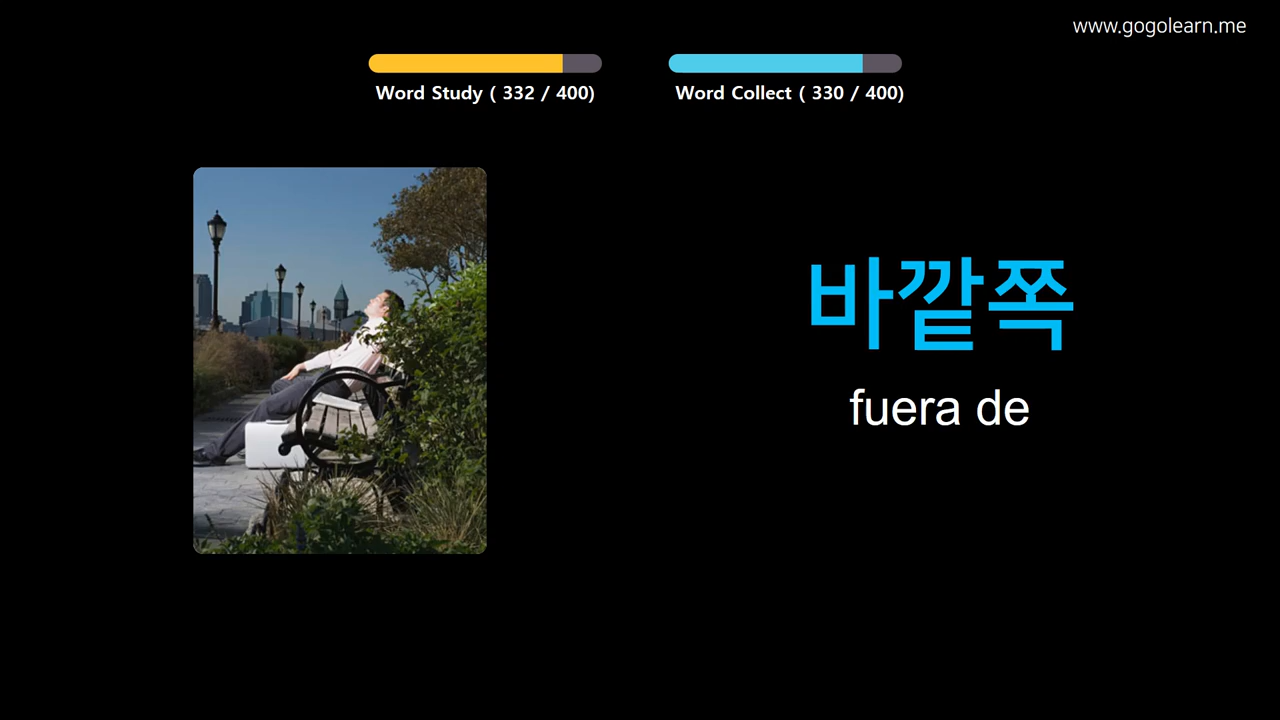 www.gogolearn.me
Word Study ( 332 / 400)
Word Collect ( 330 / 400)
바깥쪽
fuera de